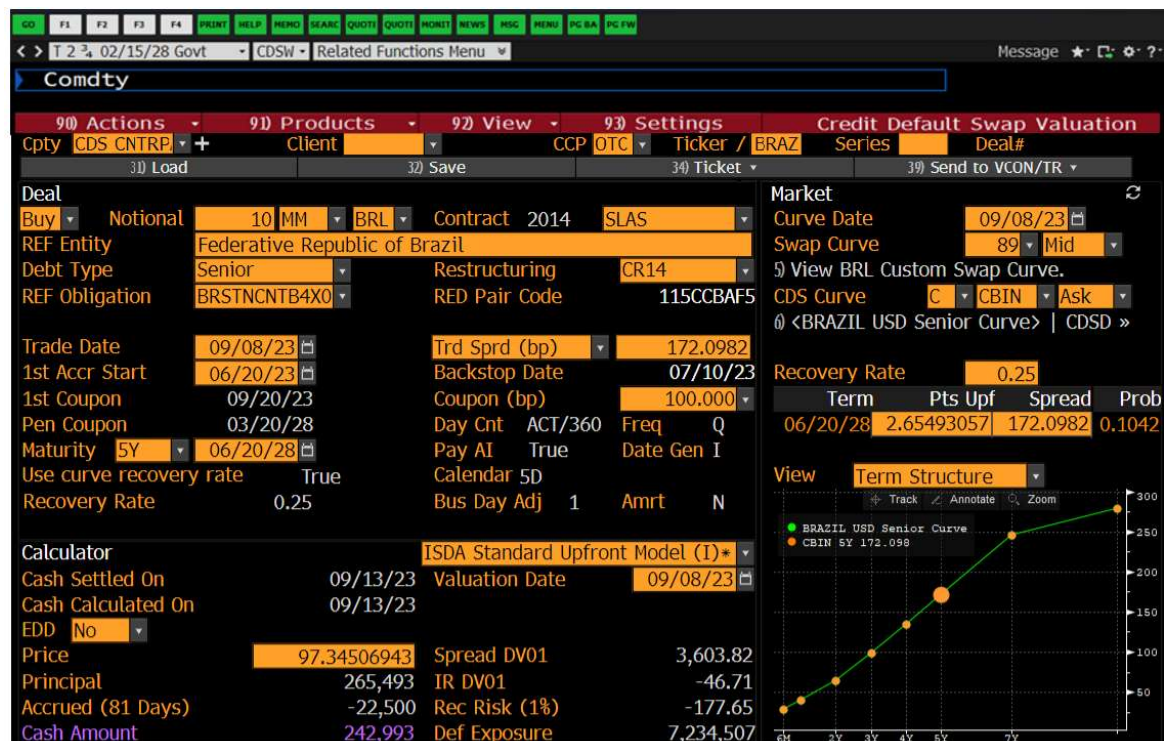 GO F1 F2 F3 F4 PRINT HELP MEMO SEARC QUOTI QUOTI MONIT NEWS MSG MENU PG BA PG FW
< > T 2 ¾ 02/15/28 Govt CDSW Related Functions Menu Message ?
Comdty
90) Actions 91) Products 92) View 93) Settings Credit Default Swap Valuation
Cpty CDS CNTRP + Client CCP OTC Ticker / BRAZ Series Deal#
31) Load 32) Save 34) Ticket 39) Send to VCON/TR
Deal
Buy Notional 10 MM BRL Contract 2014 SLAS
REF Entity Federative Republic of Brazil
Debt Type Senior Restructuring CR14
REF Obligation BRSTNCNTB4X0 RED Pair Code 115CCBAF5
Trade Date 09/08/23 Trd Sprd (bp) 172.0982
1st Accr Start 06/20/23 Backstop Date 07/10/23
1st Coupon 09/20/23 Coupon (bp) 100.000
Pen Coupon 03/20/28 Day Cnt ACT/360 Freq Q
Maturity 5Y 06/20/28 Pay AI True Date Gen I
Use curve recovery rate True Calendar 5D
Recovery Rate 0.25 Bus Day Adj 1 Amrt N
Market
Curve Date 09/08/23
Swap Curve 89 Mid
5) View BRL Custom Swap Curve.
CDS Curve C CBIN Ask
6) <BRAZIL USD Senior Curve> | CDSD »
Recovery Rate 0.25
Term Pts Upf Spread Prob
06/20/28 2.65493057 172.0982 0.1042
View Term Structure
Track Annotate Zoom
BRAZIL USD Senior Curve
CBIN 5Y 172.098
300
250
200
150
100
50
6M 2Y 3Y 4Y 5Y 7Y
Calculator ISDA Standard Upfront Model (I)*
Cash Settled On 09/13/23 Valuation Date 09/08/23
Cash Calculated On 09/13/23
EDD No
Price 97.34506943 Spread DV01 3,603.82
Principal 265,493 IR DV01 -46.71
Accrued (81 Days) -22,500 Rec Risk (1%) -177.65
Cash Amount 242,993 Def Exposure 7,234,507